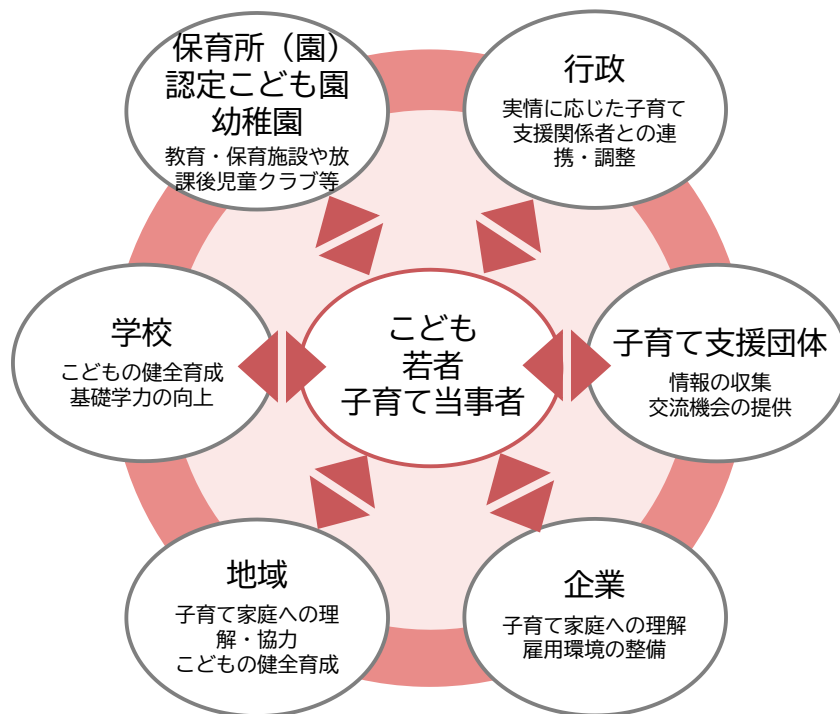 保育所（園）
認定こども園
幼稚園
教育・保育施設や放
課後児童クラブ等
行政
実情に応じた子育て
支援関係者との連
携・調整
学校
こどもの健全育成
基礎学力の向上
こども
若者
子育て当事者
子育て支援団体
情報の収集
交流機会の提供
地域
子育て家庭への理
解・協力
こどもの健全育成
企業
子育て家庭への理解
雇用環境の整備